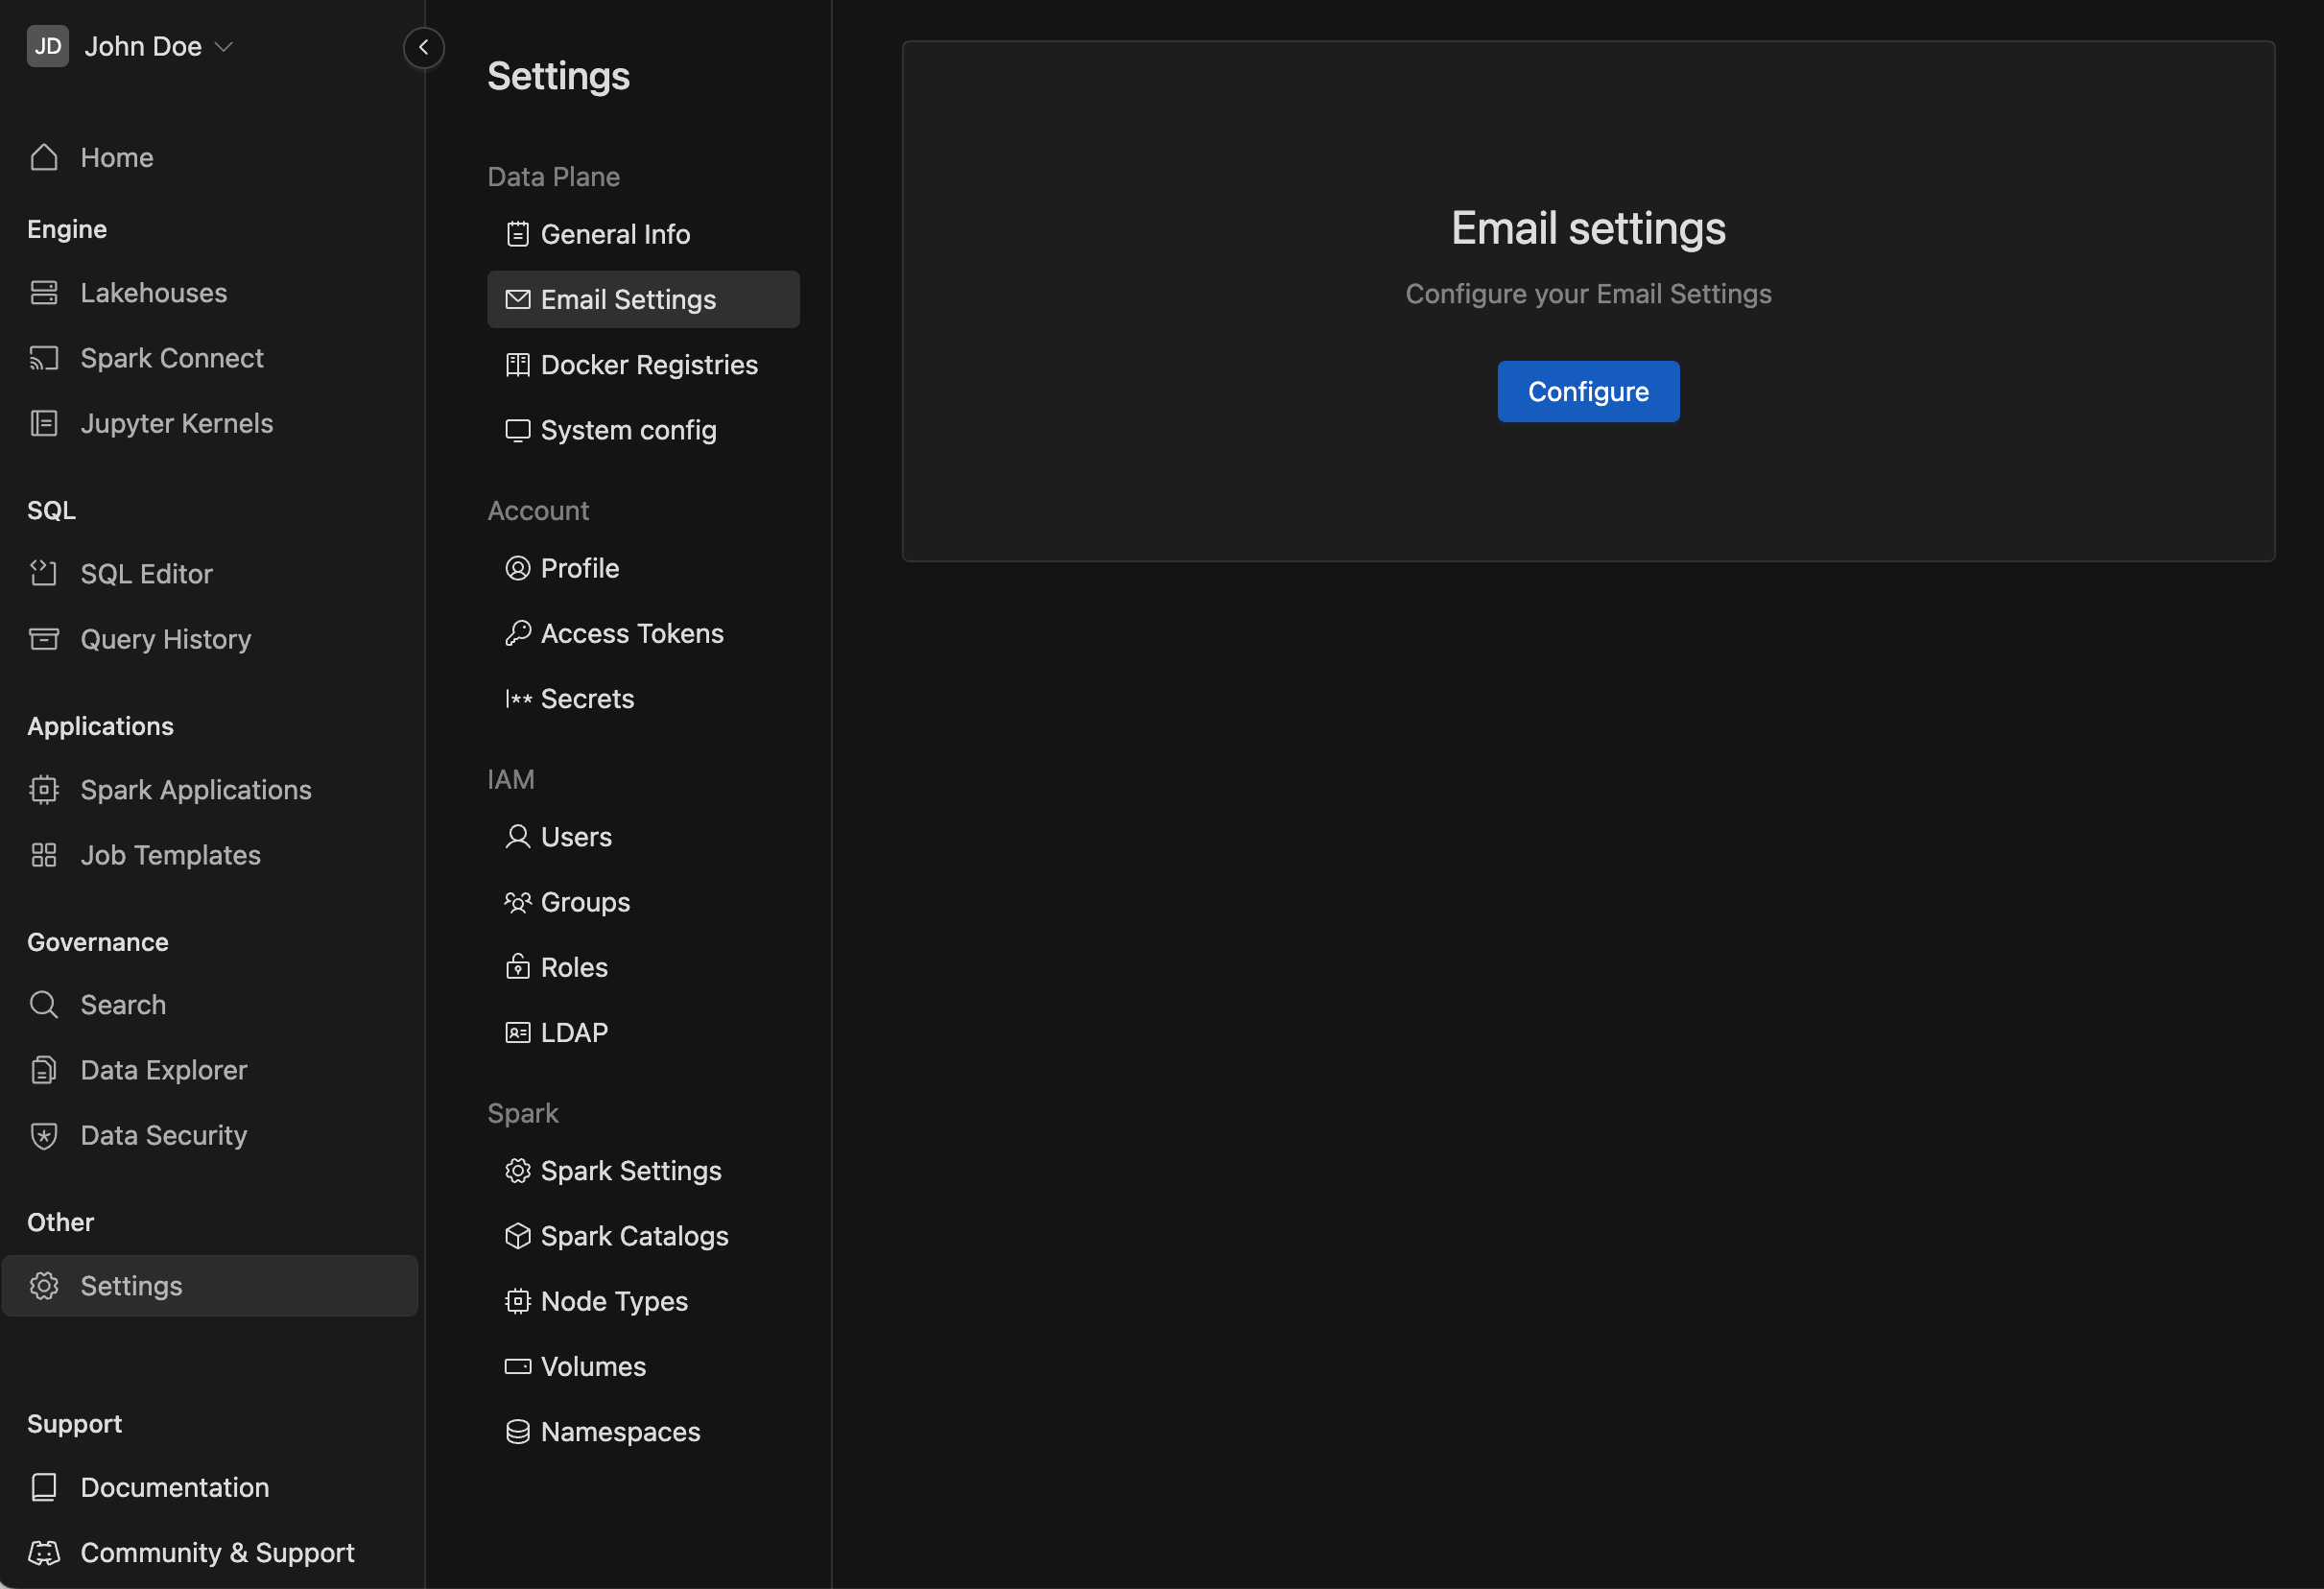 JD John Doe
Home
Engine
Lakehouses
Spark Connect
Jupyter Kernels
SQL
SQL Editor
Query History
Applications
Spark Applications
Job Templates
Governance
Search
Data Explorer
Data Security
Other
Settings
Support
Documentation
Community & Support
Settings
Data Plane
General Info
Email Settings
Docker Registries
System config
Account
Profile
Access Tokens
Secrets
IAM
Users
Groups
Roles
LDAP
Spark
Spark Settings
Spark Catalogs
Node Types
Volumes
Namespaces
Email settings
Configure your Email Settings
Configure